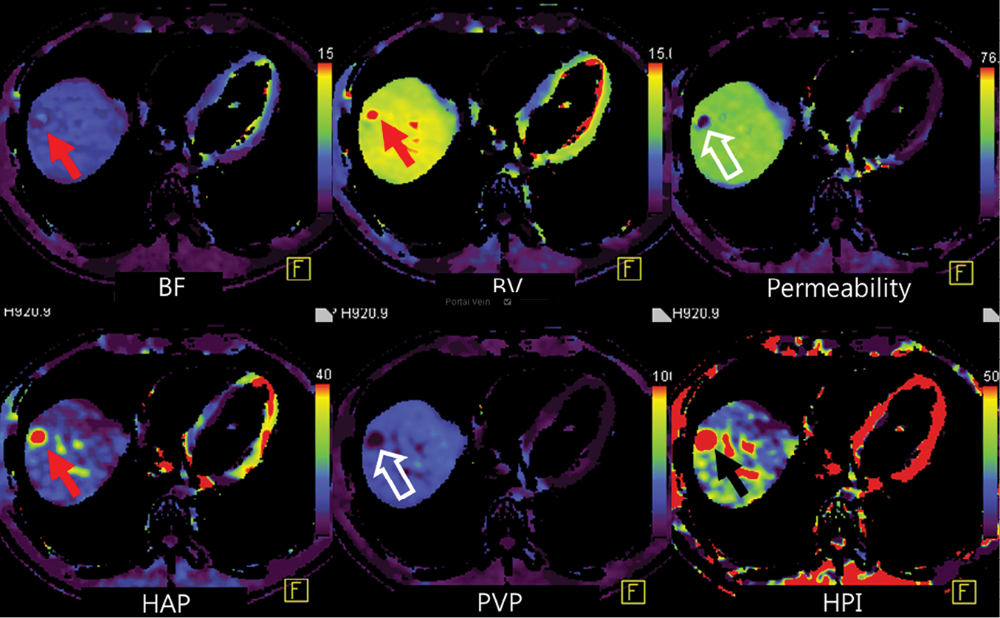 15
15.0
76.
F
F
F
BF
BV
Permeability
Portal Vein
H920.9
H920.9
H920.9
40
100
50
F
F
F
HAP
PVP
HPI